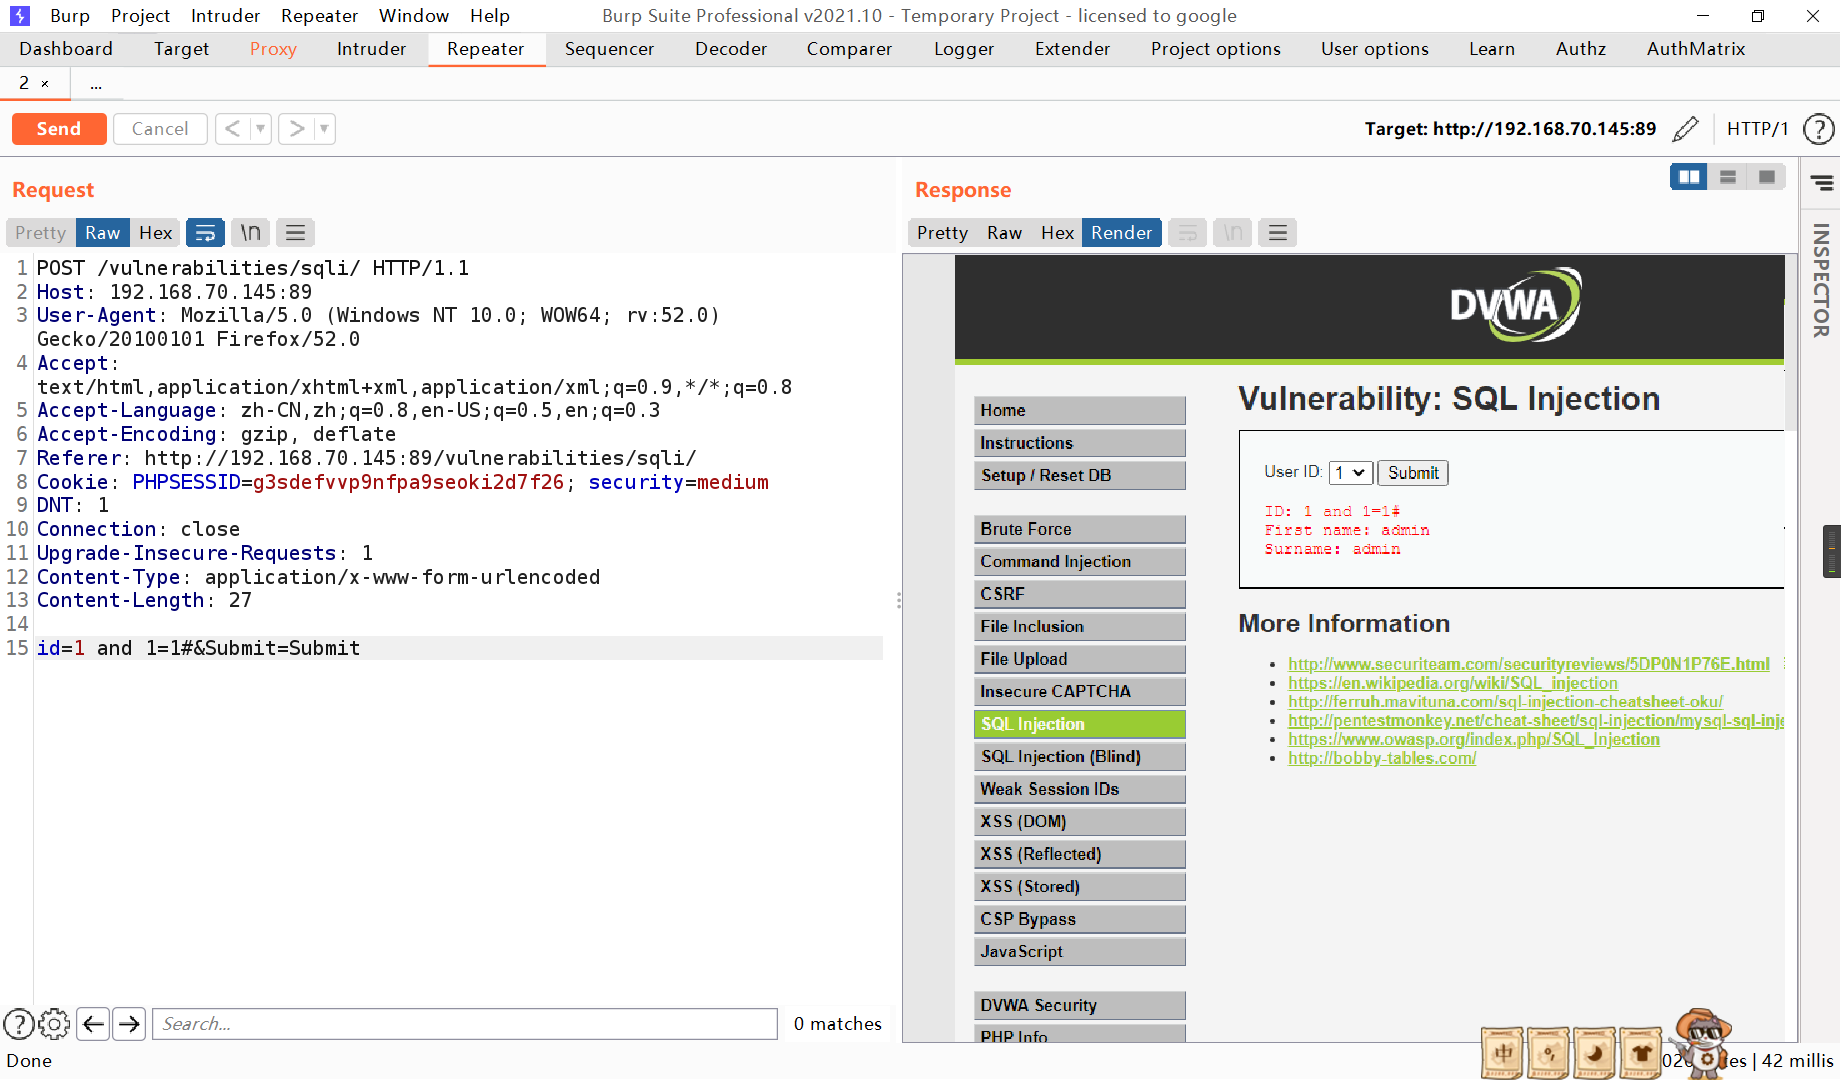 Burp Project Intruder Repeater Window Help Burp Suite Professional v2021.10 - Temporary Project - licensed to google
Dashboard Target Proxy Intruder Repeater Sequencer Decoder Comparer Logger Extender Project options User options Learn Authz AuthMatrix
2 × ...
Send Cancel < > Target: http://192.168.70.145:89 HTTP/1 ?
Request
Pretty Raw Hex \n
1 POST /vulnerabilities/sqli/ HTTP/1.1
2 Host: 192.168.70.145:89
3 User-Agent: Mozilla/5.0 (Windows NT 10.0; WOW64; rv:52.0)
Gecko/20100101 Firefox/52.0
4 Accept:
text/html,application/xhtml+xml,application/xml;q=0.9,*/*;q=0.8
5 Accept-Language: zh-CN,zh;q=0.8,en-US;q=0.5,en;q=0.3
6 Accept-Encoding: gzip, deflate
7 Referer: http://192.168.70.145:89/vulnerabilities/sqli/
8 Cookie: PHPSESSID=g3sdefvvp9nfpa9seoki2d7f26; security=medium
9 DNT: 1
10 Connection: close
11 Upgrade-Insecure-Requests: 1
12 Content-Type: application/x-www-form-urlencoded
13 Content-Length: 27
14
15 id=1 and 1=1#&Submit=Submit
? Search... 0 matches
Done
Response
Pretty Raw Hex Render \n
INSPECTOR
DVWA
Home
Instructions
Setup / Reset DB
Brute Force
Command Injection
CSRF
File Inclusion
File Upload
Insecure CAPTCHA
SQL Injection
SQL Injection (Blind)
Weak Session IDs
XSS (DOM)
XSS (Reflected)
XSS (Stored)
CSP Bypass
JavaScript
DVWA Security
PHP Info
Vulnerability: SQL Injection
User ID: 1 Submit
ID: 1 and 1=1#
First name: admin
Surname: admin
More Information
http://www.securiteam.com/securityreviews/5DP0N1P76E.html
https://en.wikipedia.org/wiki/SQL_injection
http://ferruh.mavituna.com/sql-injection-cheatsheet-oku/
http://pentestmonkey.net/cheat-sheet/sql-injection/mysql-sql-inje
https://www.owasp.org/index.php/SQL_Injection
http://bobby-tables.com/
中
| 42 millis